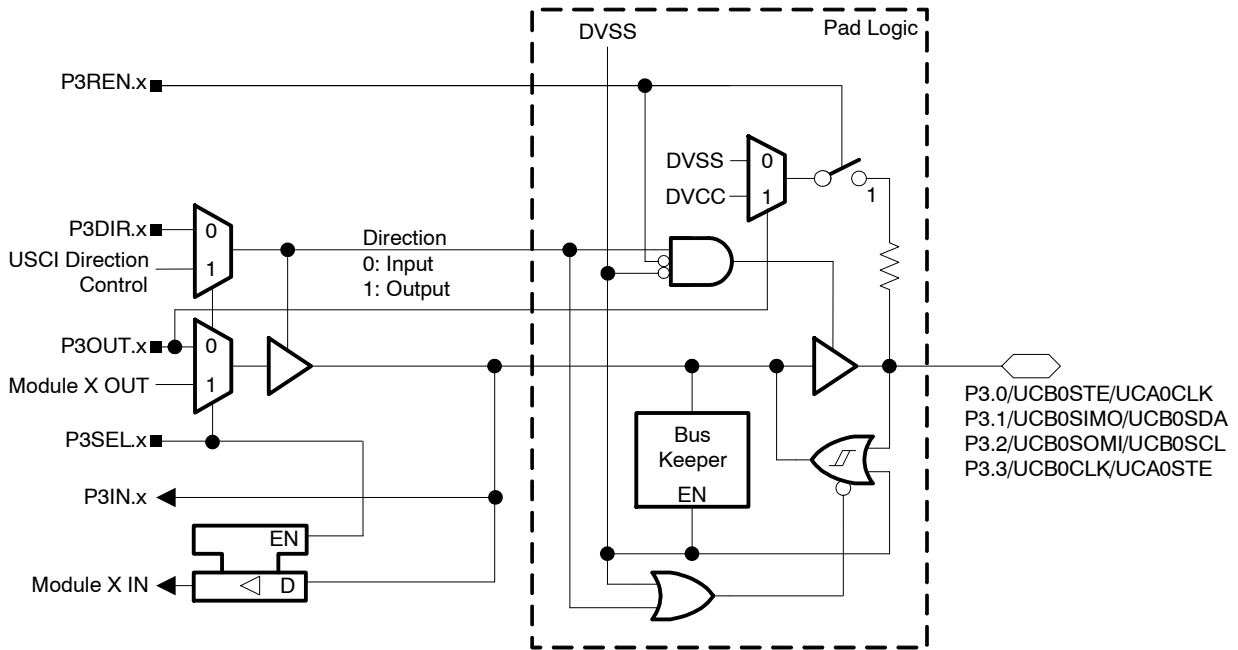 DVSS
Pad Logic
P3REN.x
DVSS
0
DVCC
1
1
P3DIR.x
0
USCI Direction
Control
1
Direction
0: Input
1: Output
P3OUT.x
0
Module X OUT
1
P3SEL.x
Bus
Keeper
EN
P3.0/UCB0STE/UCA0CLK
P3.1/UCB0SIMO/UCB0SDA
P3.2/UCB0SOMI/UCB0SCL
P3.3/UCB0CLK/UCA0STE
P3IN.x
EN
Module X IN
D